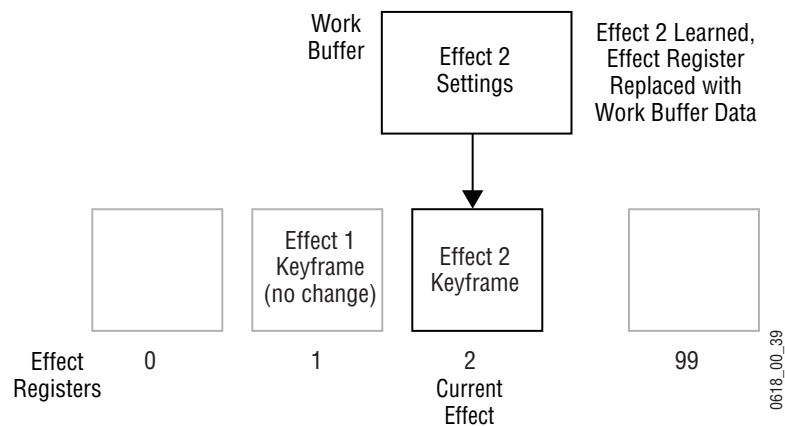 Work
Buffer
Effect 2
Settings
Effect 2 Learned,
Effect Register
Replaced with
Work Buffer Data
Effect 1
Keyframe
(no change)
Effect 2
Keyframe
Effect
Registers
0
1
2
99
Current
Effect
0618_00_39